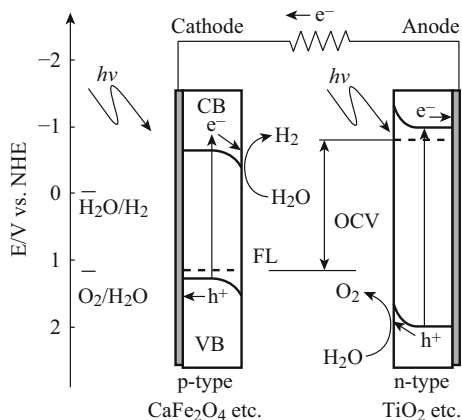 e⁻
Cathode
Anode
−2
hν
hν
CB
e⁻
e⁻
−1
H₂
H₂O
0
H₂O/H₂
OCV
E/V vs. NHE
FL
1
O₂/H₂O
h⁺
O₂
h⁺
2
VB
H₂O
p-type
n-type
CaFe₂O₄ etc.
TiO₂ etc.